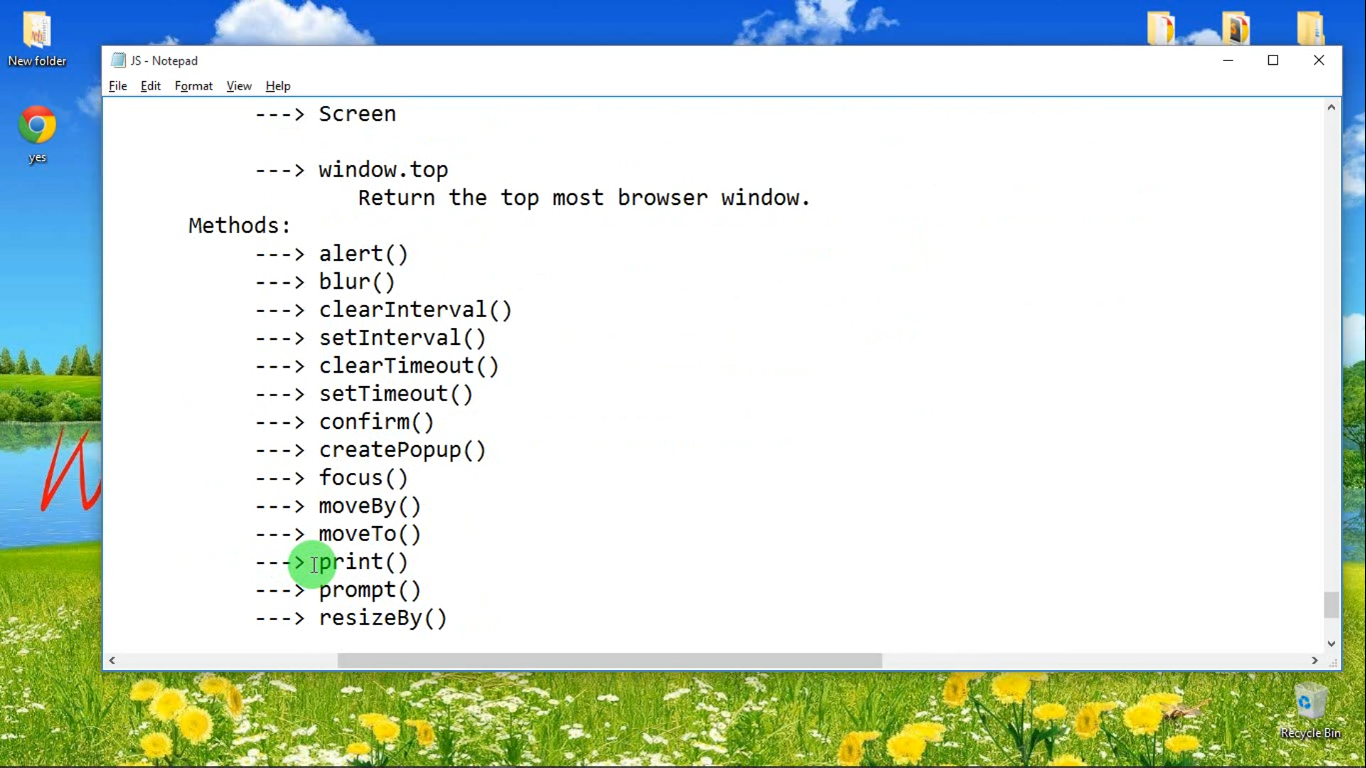 New folder
yes
JS - Notepad
File Edit Format View Help
---> Screen
---> window.top
Return the top most browser window.
Methods:
---> alert()
---> blur()
---> clearInterval()
---> setInterval()
---> clearTimeout()
---> setTimeout()
---> confirm()
---> createPopup()
---> focus()
---> moveBy()
---> moveTo()
---> print()
---> prompt()
---> resizeBy()
Recycle Bin